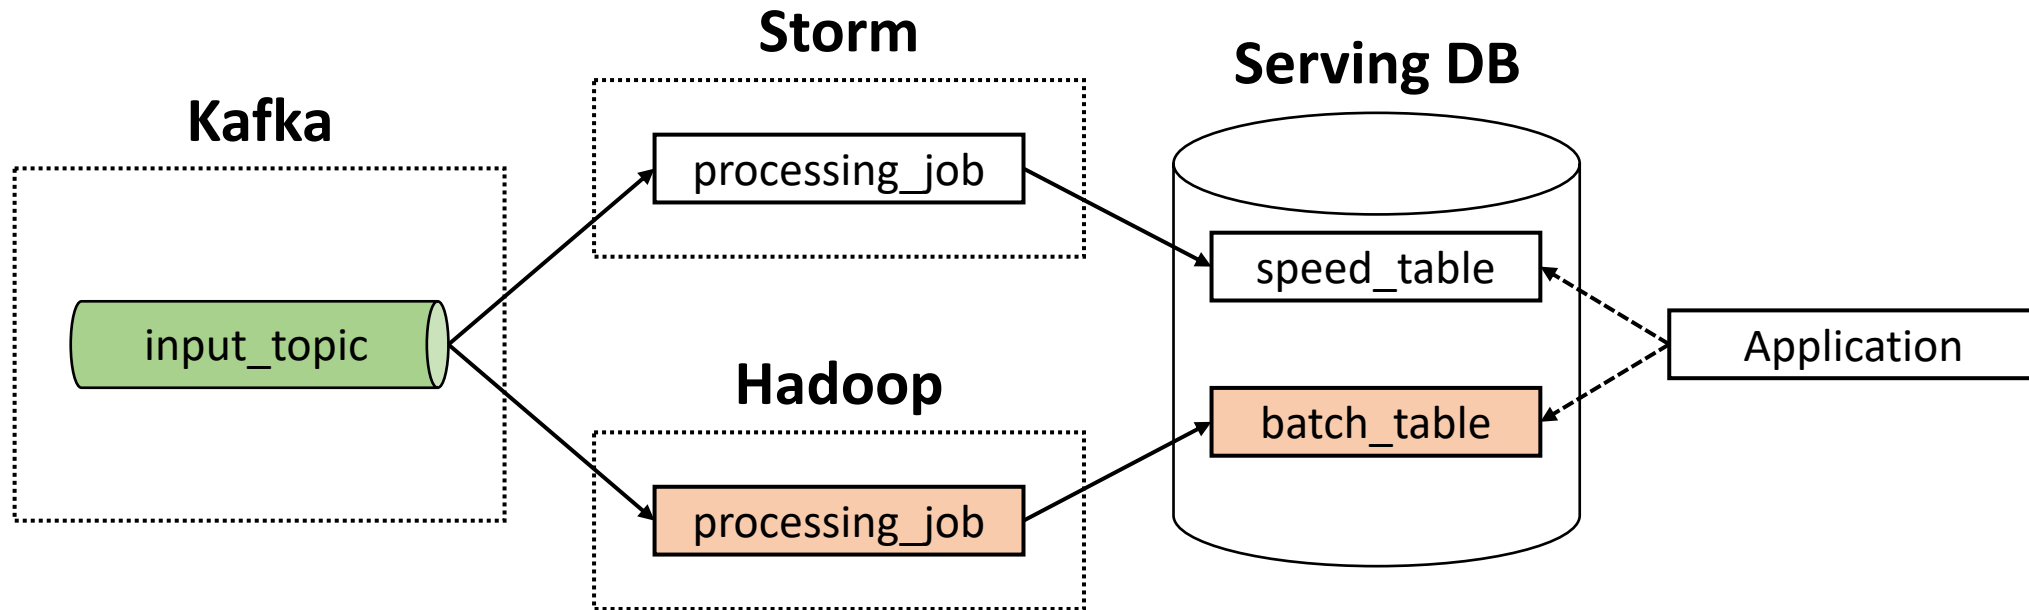 Kafka
input_topic
Storm
processing_job
Hadoop
processing_job
Serving DB
speed_table
batch_table
Application